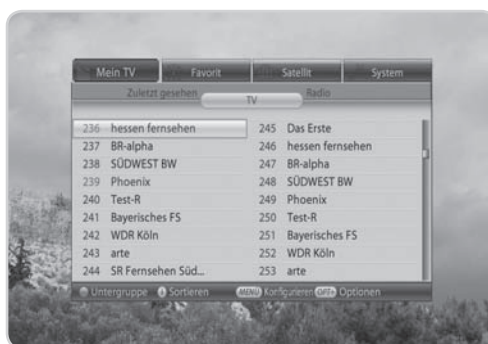 Mein TV Favorit Satellit System
Zuletzt gesehen TV Radio
236 hessen fernsehen
237 BR-alpha
238 SÜDWEST BW
239 Phoenix
240 Test-R
241 Bayerisches FS
242 WDR Köln
243 arte
244 SR Fernsehen Süd...
245 Das Erste
246 hessen fernsehen
247 BR-alpha
248 SÜDWEST BW
249 Phoenix
250 Test-R
251 Bayerisches FS
252 WDR Köln
253 arte
Untergruppe Sortieren MENU Konfigurieren OPT+ Optionen